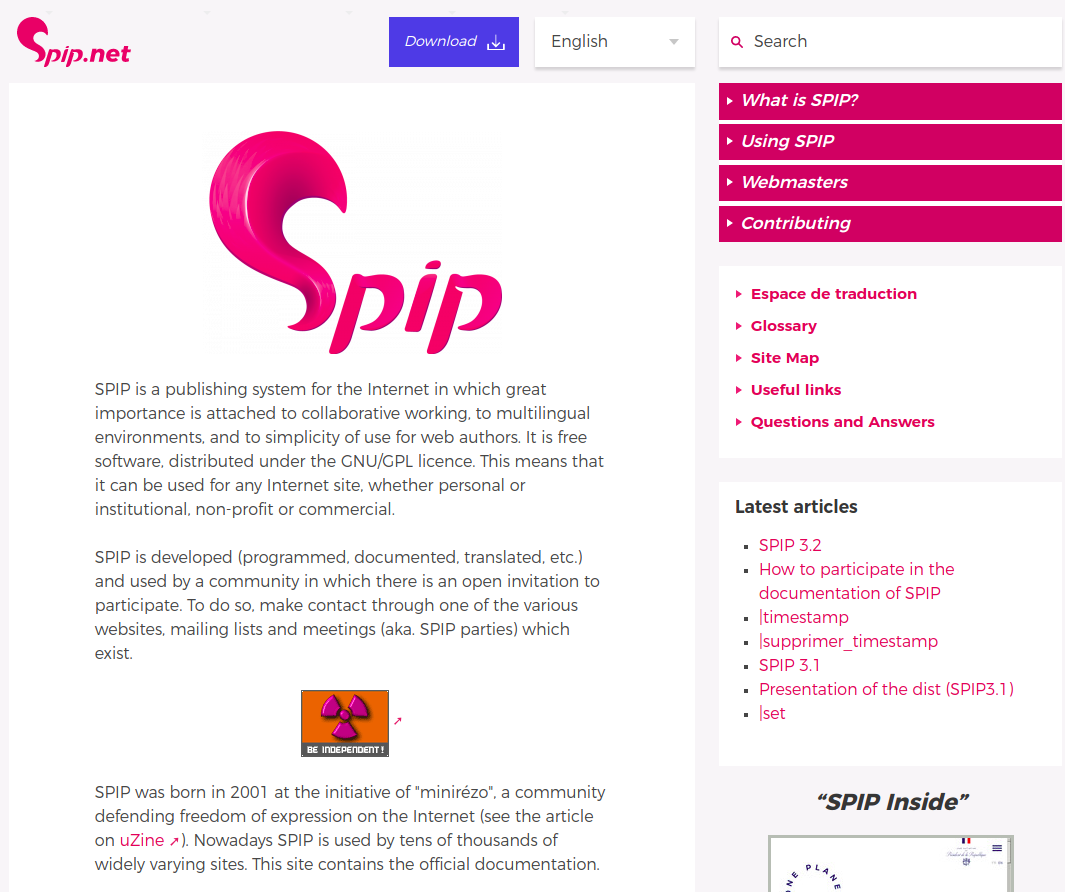 Spip.net
Download
English
Search
Spip
SPIP is a publishing system for the Internet in which great
importance is attached to collaborative working, to multilingual
environments, and to simplicity of use for web authors. It is free
software, distributed under the GNU/GPL licence. This means that
it can be used for any Internet site, whether personal or
institutional, non-profit or commercial.
SPIP is developed (programmed, documented, translated, etc.)
and used by a community in which there is an open invitation to
participate. To do so, make contact through one of the various
websites, mailing lists and meetings (aka. SPIP parties) which
exist.
BE INDEPENDENT!
SPIP was born in 2001 at the initiative of "minirézo", a community
defending freedom of expression on the Internet (see the article
on uZine ). Nowadays SPIP is used by tens of thousands of
widely varying sites. This site contains the official documentation.
What is SPIP?
Using SPIP
Webmasters
Contributing
Espace de traduction
Glossary
Site Map
Useful links
Questions and Answers
Latest articles
SPIP 3.2
How to participate in the
documentation of SPIP
|timestamp
|supprimer_timestamp
SPIP 3.1
Presentation of the dist (SPIP3.1)
|set
“SPIP Inside”
ONE PLANE